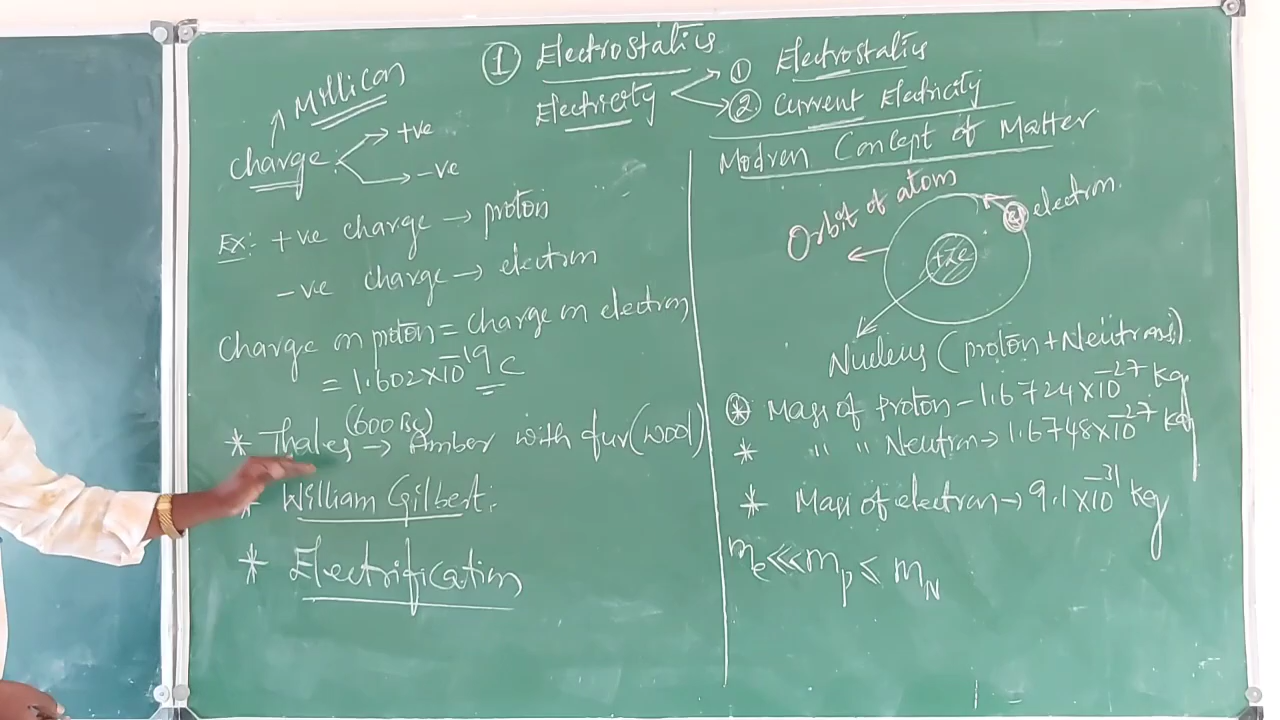 ① Electrostatics
Electricity
① Electrostatics
② Current Electricity
Millican
Charge:
+ve
-ve
Ex: +ve charge → proton
-ve charge → electron
Charge on proton = charge on electron
= 1.602×10⁻¹⁹ C
* Thales (600 BC) → Amber with fur (wool)
* William Gilbert:
* Electrification
Modren Concept of Matter
Orbit of atom
electron.
+Ze
Nucleus (proton + Neutrons).
* Mass of proton – 1.6724×10⁻²⁷ kg
* " " Neutron → 1.6748×10⁻²⁷ kg
* Mass of electron → 9.1×10⁻³¹ kg
mₑ <<< mₚ ≤ m_N